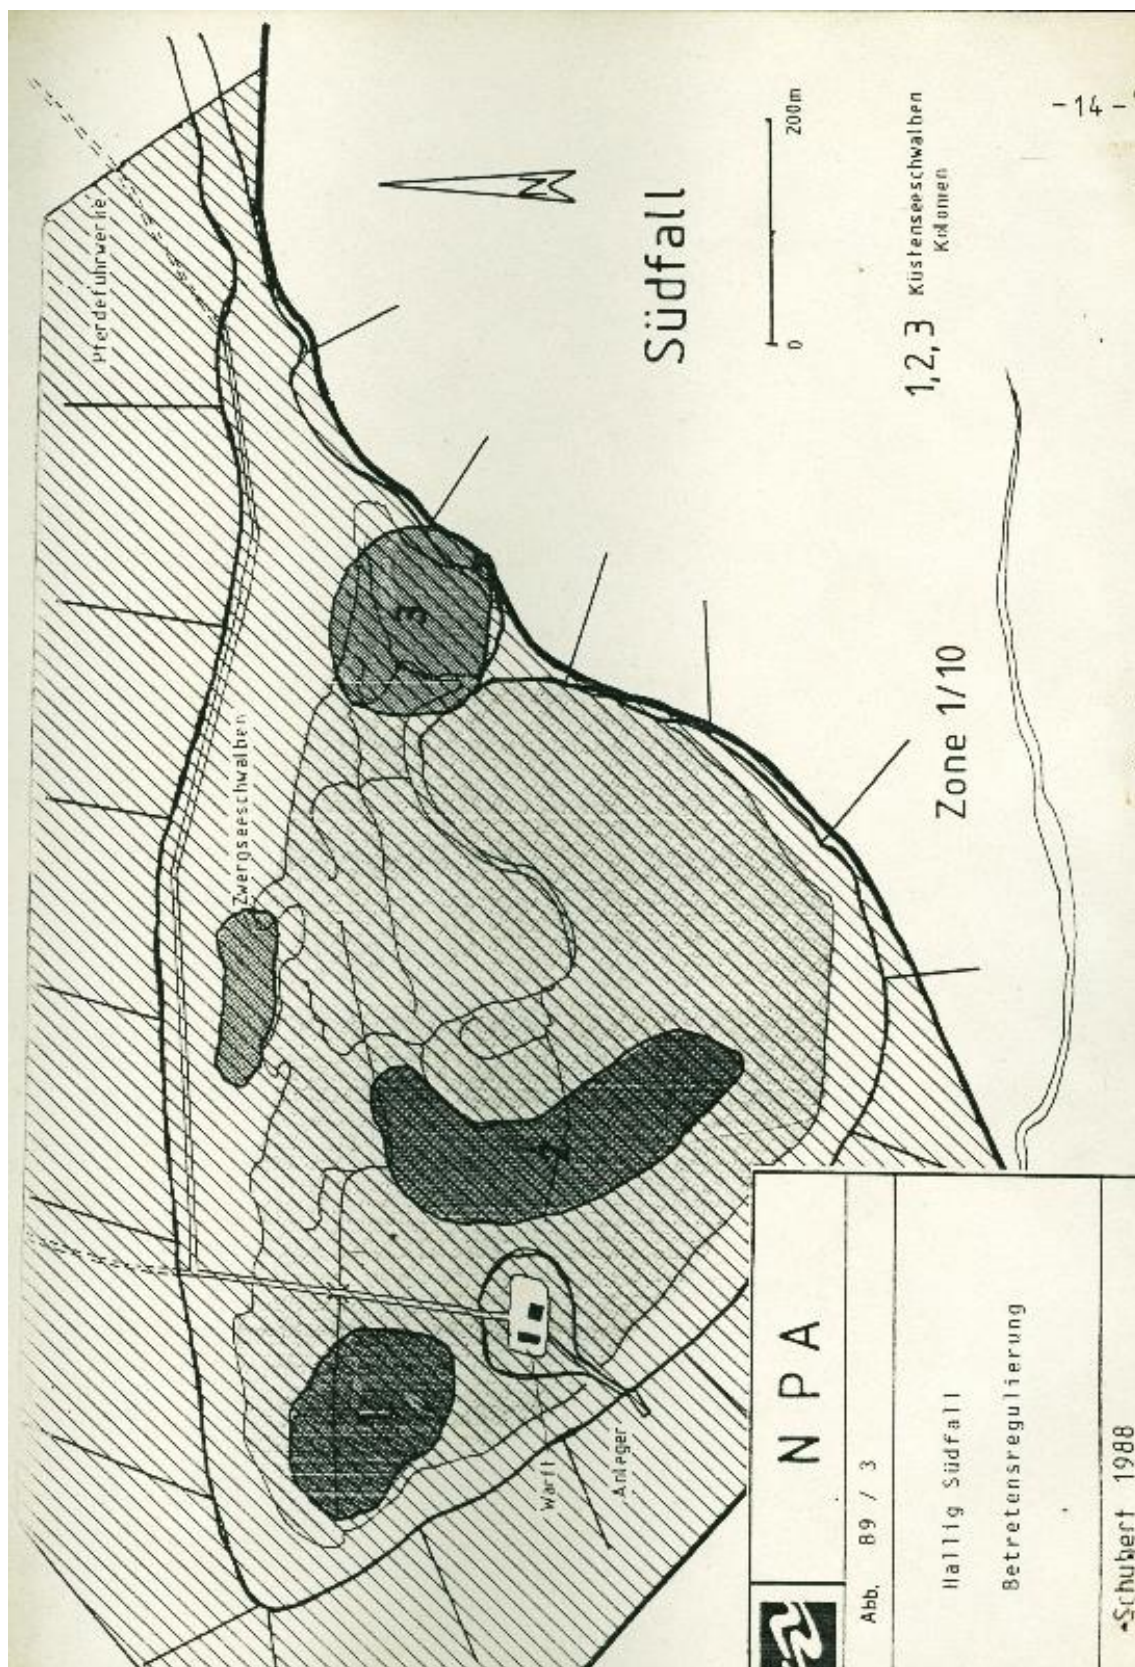 - 14 -
Pferdefuhrwerke
N
Südfall
0 200m
1,2,3 Küstenseeschwalben
Kolonien
3
Zwergseeschwalben
Zone 1/10
2
1
Warft
Anleger
N P A
Abb. 89 / 3
Hallig Südfall
Betretensregulierung
Schubert 1988